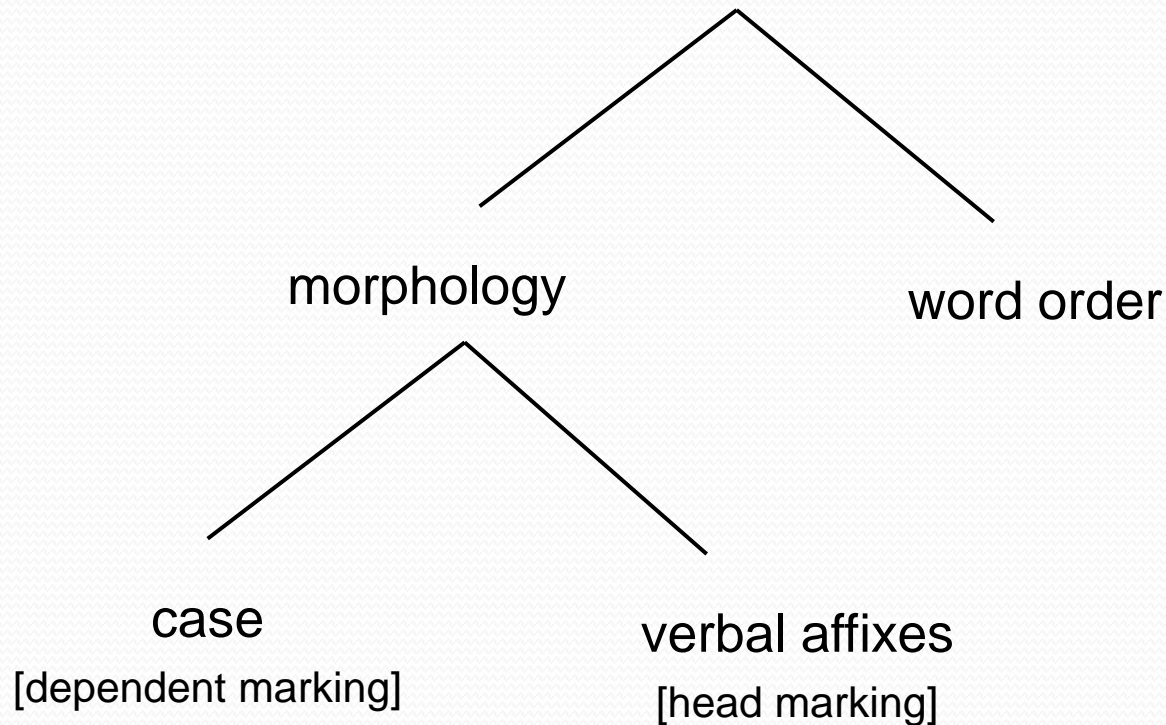 morphology
word order
case
verbal affixes
[dependent marking]
[head marking]